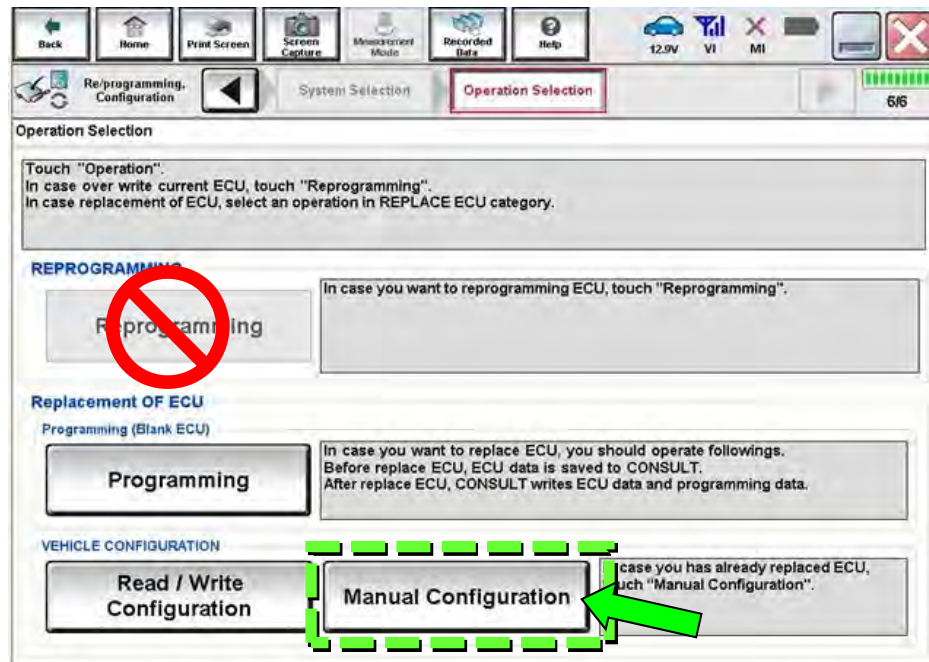 Back
Home
Print Screen
Screen
Capture
Measurement
Mode
Recorded
Data
Help
12.9V
VI
MI
Re/programming,
Configuration
System Selection
Operation Selection
6/6
Operation Selection
Touch "Operation".
In case over write current ECU, touch "Reprogramming".
In case replacement of ECU, select an operation in REPLACE ECU category.
REPROGRAMMING
Reprogramming
In case you want to reprogramming ECU, touch "Reprogramming".
Replacement OF ECU
Programming (Blank ECU)
Programming
In case you want to replace ECU, you should operate followings.
Before replace ECU, ECU data is saved to CONSULT.
After replace ECU, CONSULT writes ECU data and programming data.
VEHICLE CONFIGURATION
Read / Write
Configuration
Manual Configuration
case you has already replaced ECU,
uch "Manual Configuration".